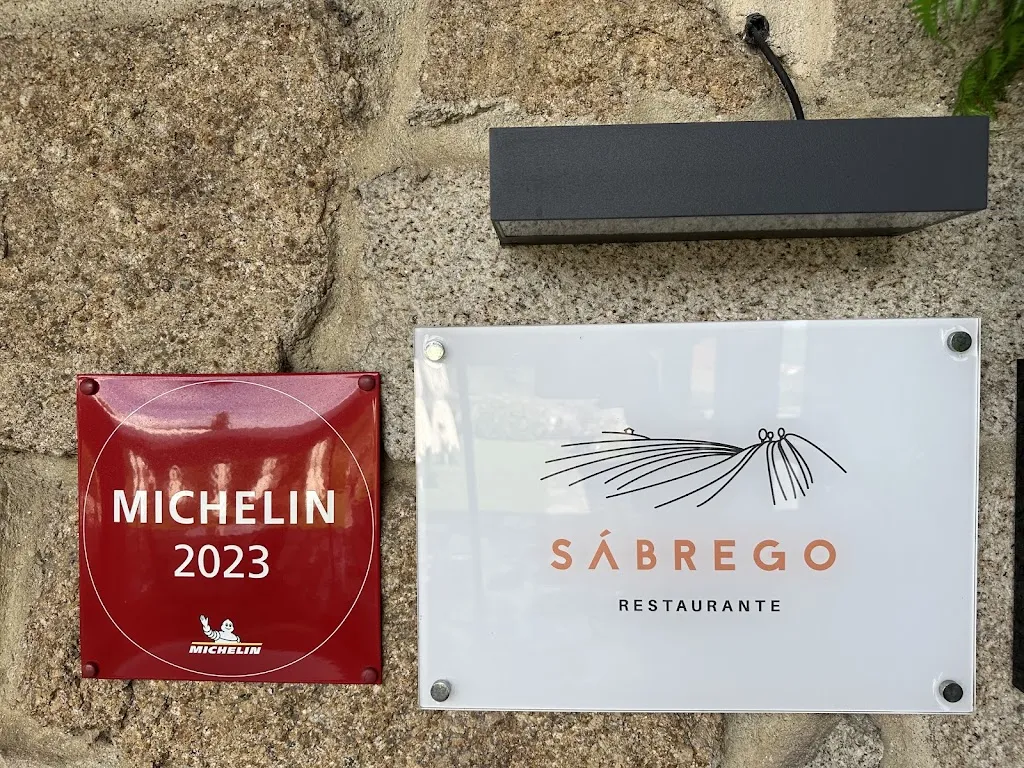 MICHELIN
2023
MICHELIN
SÁBREGO
RESTAURANTE